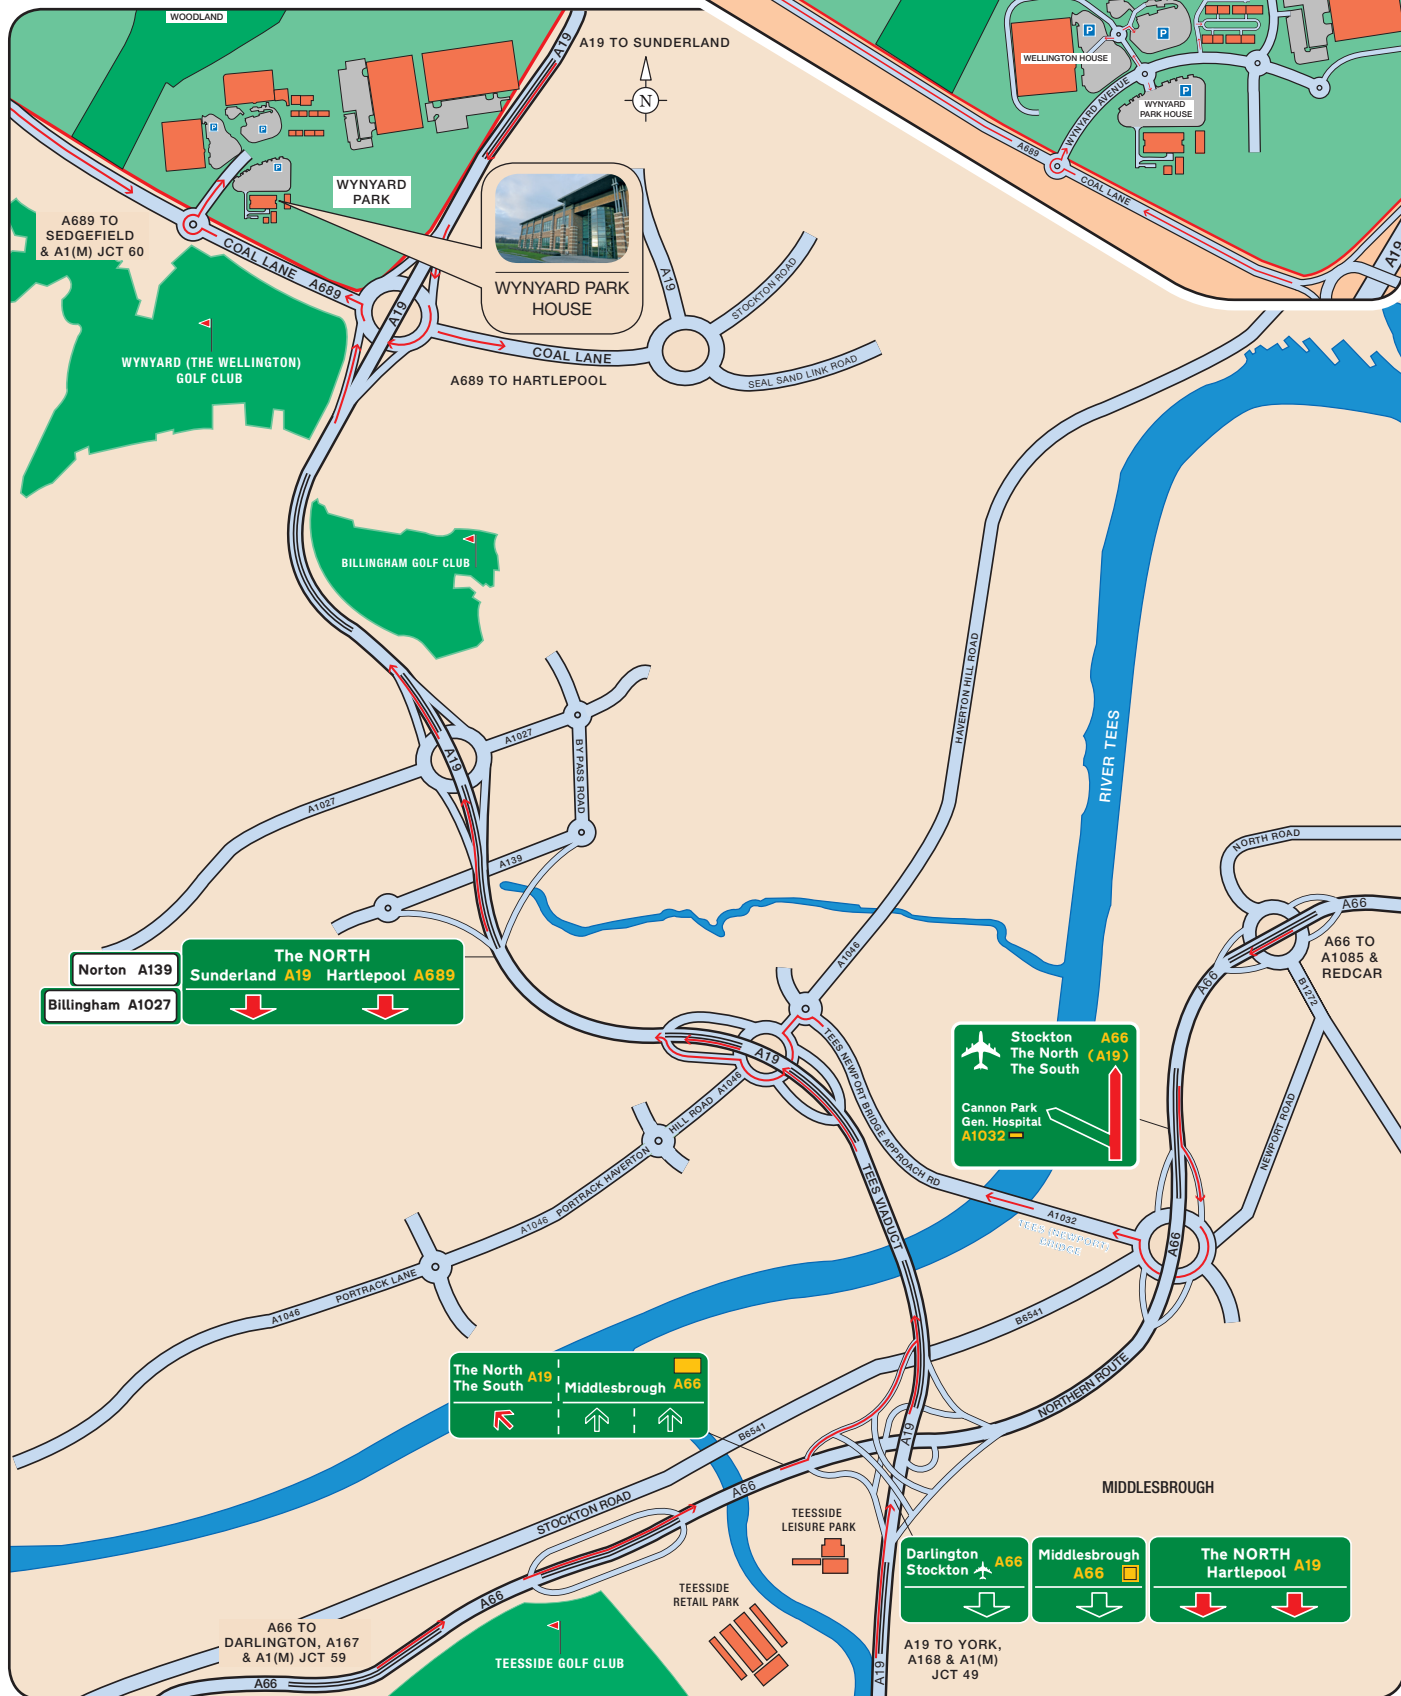 WOODLAND
A19
A19 TO SUNDERLAND
N
P
P
P
WYNYARD
PARK
A689 TO
SEDGEFIELD
& A1(M) JCT 60
COAL LANE
A689
A19
WYNYARD PARK
HOUSE
WELLINGTON HOUSE
P
P
P
WYNYARD AVENUE
WYNYARD
PARK HOUSE
A689
COAL LANE
A19
A19
STOCKTON ROAD
COAL LANE
SEAL SAND LINK ROAD
A689 TO HARTLEPOOL
WYNYARD (THE WELLINGTON)
GOLF CLUB
BILLINGHAM GOLF CLUB
HAVERTON HILL ROAD
RIVER TEES
A1027
BY PASS ROAD
A19
A1027
A139
NORTH ROAD
A66
A66 TO
A1085 &
REDCAR
A66
B1272
Norton A139
Billingham A1027
The NORTH
Sunderland A19 Hartlepool A689
A1046
A19
TEES NEWPORT BRIDGE APPROACH RD
Stockton A66
The North (A19)
The South
Cannon Park
Gen. Hospital
A1032
NEWPORT ROAD
HILL ROAD A1046
A1046 PORTRACK HAVERTON
TEES VIADUCT
A1032
TEES (NEWPORT)
BRIDGE
A66
A1046
PORTRACK LANE
B6541
The North
The South
A19
Middlesbrough A66
NORTHERN ROUTE
A19
B6541
A66
STOCKTON ROAD
MIDDLESBROUGH
TEESSIDE
LEISURE PARK
TEESSIDE
RETAIL PARK
Darlington
Stockton
A66
Middlesbrough
A66
The NORTH
Hartlepool
A19
A66
A66 TO
DARLINGTON, A167
& A1(M) JCT 59
A66
TEESSIDE GOLF CLUB
A19
A19 TO YORK,
A168 & A1(M)
JCT 49